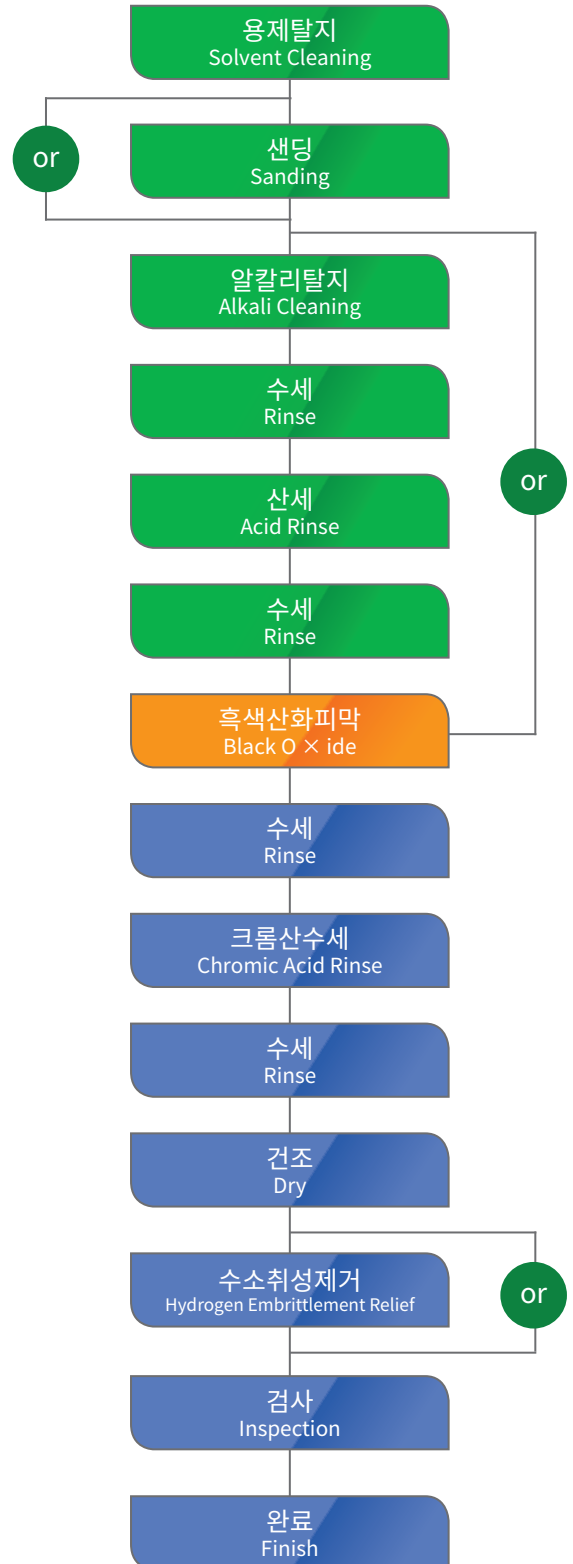 용제탈지
Solvent Cleaning
or
샌딩
Sanding
알칼리탈지
Alkali Cleaning
수세
Rinse
or
산세
Acid Rinse
수세
Rinse
흑색산화피막
Black O × ide
수세
Rinse
크롬산수세
Chromic Acid Rinse
수세
Rinse
건조
Dry
수소취성제거
Hydrogen Embrittlement Relief
or
검사
Inspection
완료
Finish